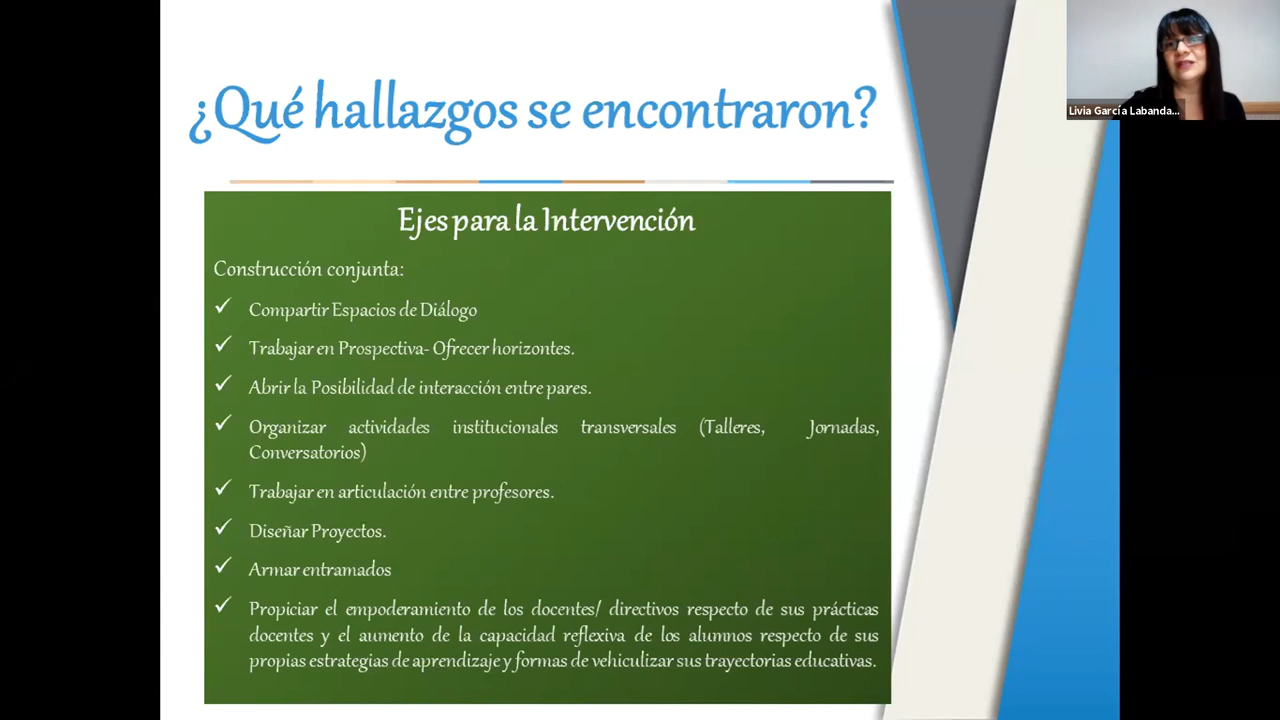 ¿Qué hallazgos se encontraron?
Livia García Labanda...
Ejes para la Intervención
Construcción conjunta:
✓ Compartir Espacios de Diálogo
✓ Trabajar en Prospectiva- Ofrecer horizontes.
✓ Abrir la Posibilidad de interacción entre pares.
✓ Organizar actividades institucionales transversales (Talleres, Jornadas,
Conversatorios)
✓ Trabajar en articulación entre profesores.
✓ Diseñar Proyectos.
✓ Armar entramados
✓ Propiciar el empoderamiento de los docentes/ directivos respecto de sus prácticas
docentes y el aumento de la capacidad reflexiva de los alumnos respecto de sus
propias estrategias de aprendizaje y formas de vehiculizar sus trayectorias educativas.